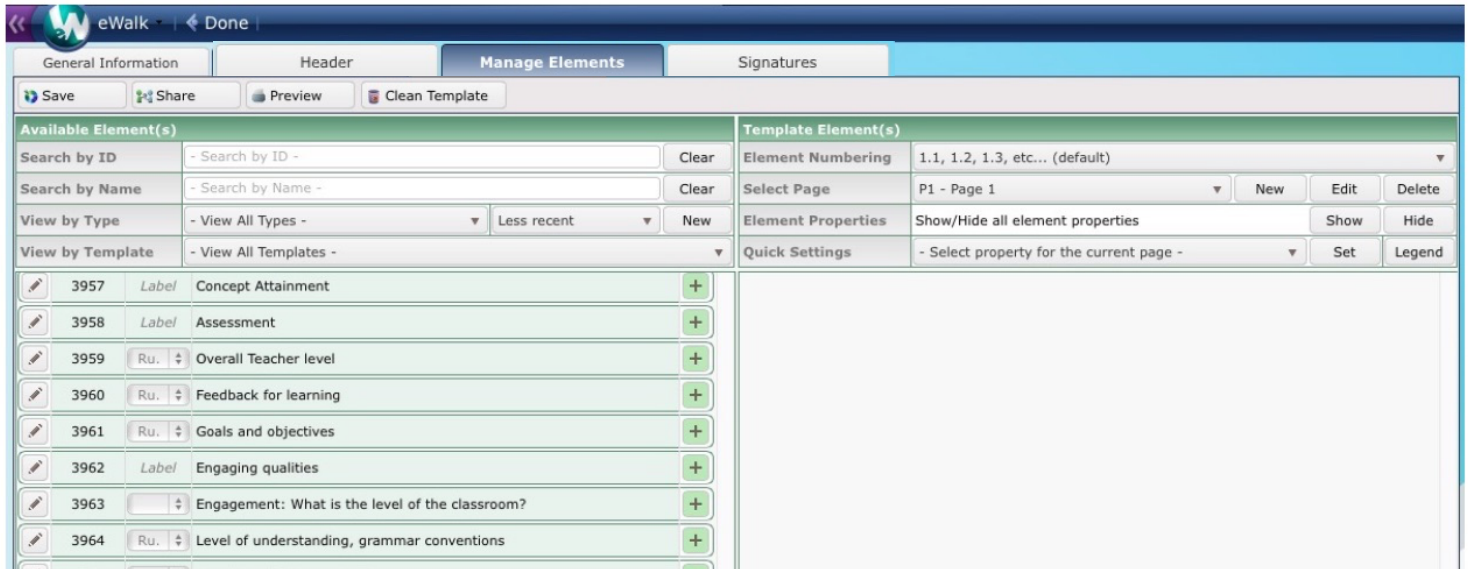 eWalk Done
General Information Header Manage Elements Signatures
Save Share Preview Clean Template
Available Element(s)
Search by ID - Search by ID - Clear
Search by Name - Search by Name - Clear
View by Type - View All Types - Less recent New
View by Template - View All Templates -
3957 Label Concept Attainment +
3958 Label Assessment +
3959 Ru. Overall Teacher level +
3960 Ru. Feedback for learning +
3961 Ru. Goals and objectives +
3962 Label Engaging qualities +
3963 Engagement: What is the level of the classroom? +
3964 Ru. Level of understanding, grammar conventions +
Template Element(s)
Element Numbering 1.1, 1.2, 1.3, etc... (default)
Select Page P1 - Page 1 New Edit Delete
Element Properties Show/Hide all element properties Show Hide
Quick Settings - Select property for the current page - Set Legend